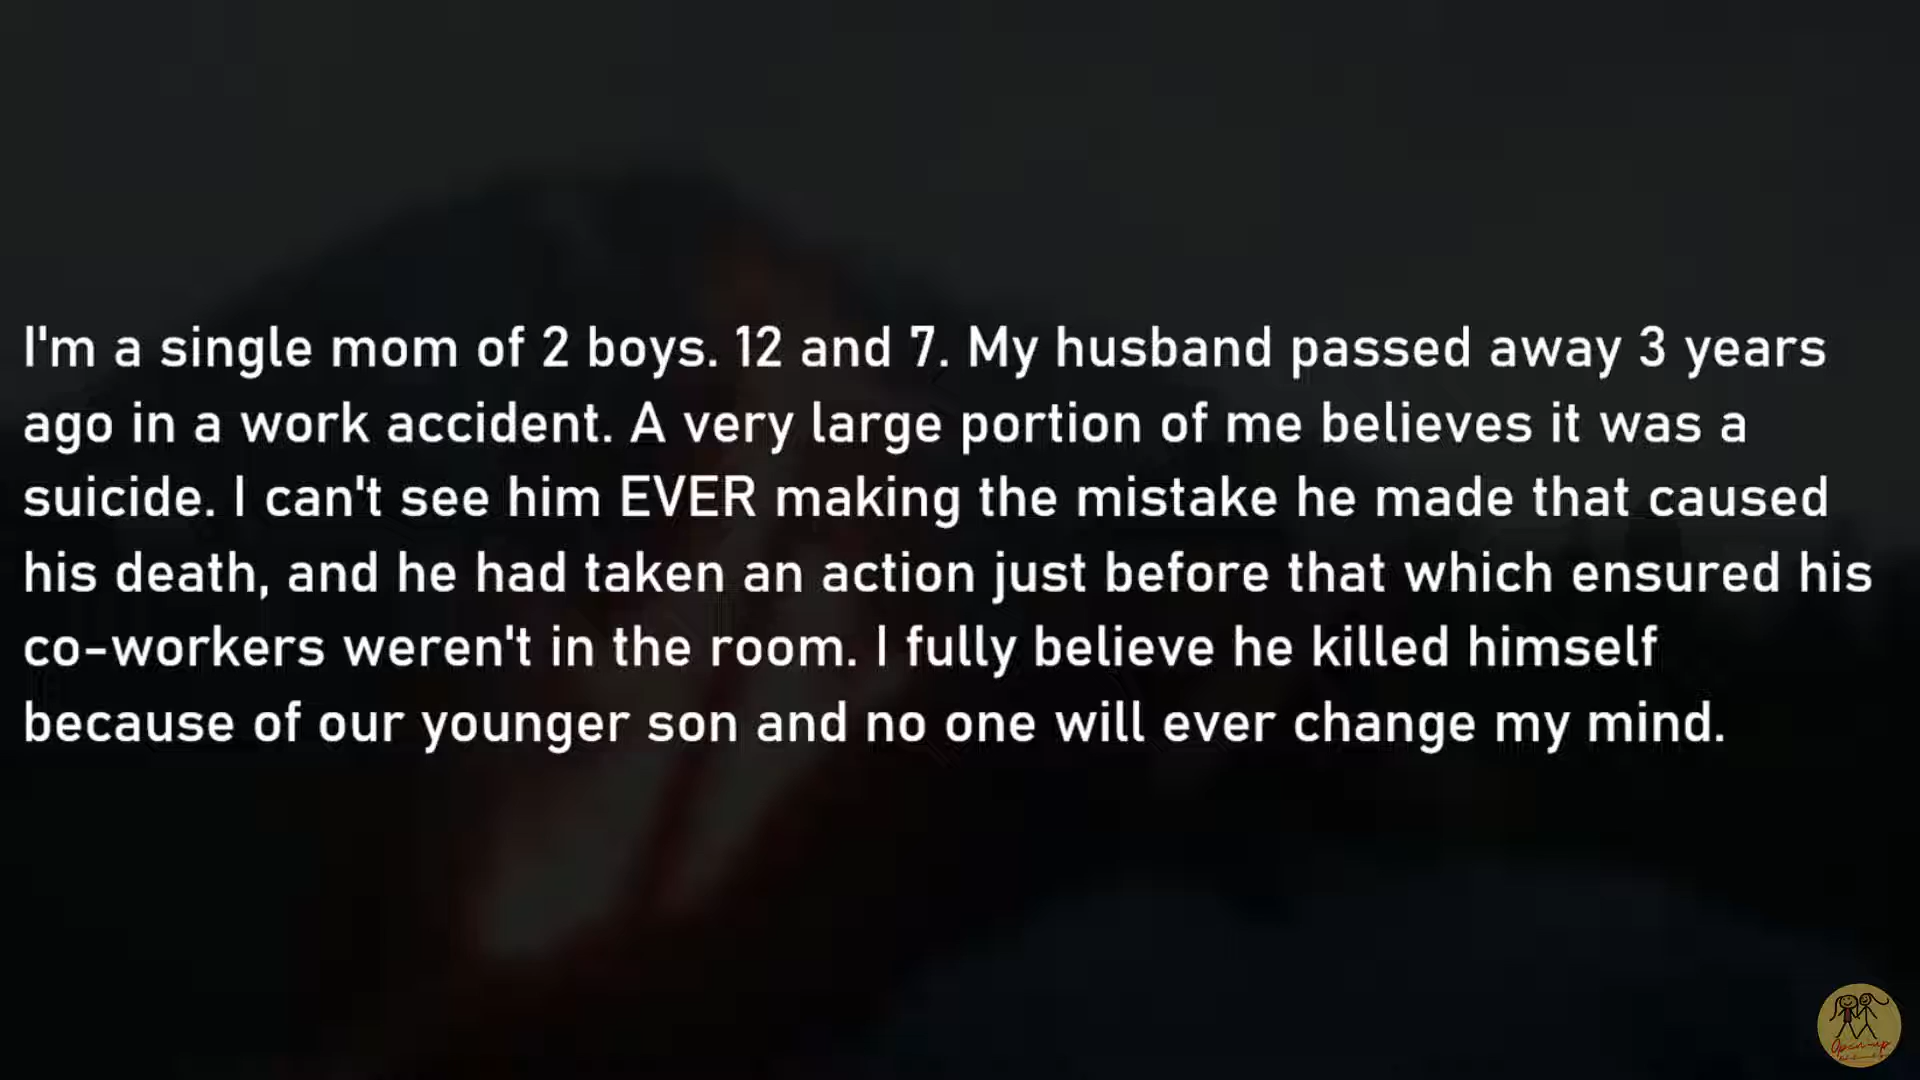 I'm a single mom of 2 boys. 12 and 7. My husband passed away 3 years
ago in a work accident. A very large portion of me believes it was a
suicide. I can't see him EVER making the mistake he made that caused
his death, and he had taken an action just before that which ensured his
co-workers weren't in the room. I fully believe he killed himself
because of our younger son and no one will ever change my mind.
Open-up